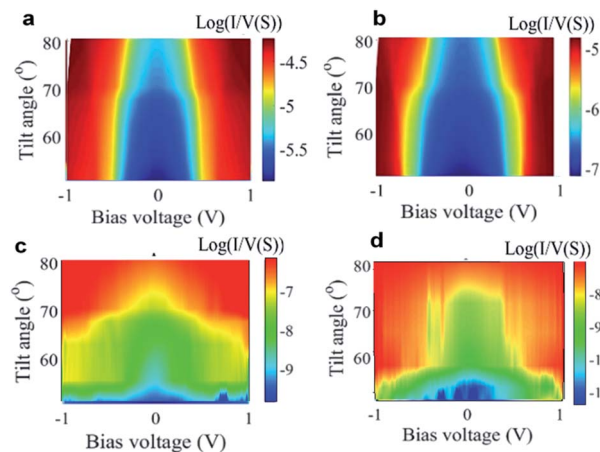 a
Log(I/V(S))
80
70
60
Tilt angle (°)
-1
0
1
Bias voltage (V)
-4.5
-5
-5.5
b
Log(I/V(S))
80
70
60
Tilt angle (°)
-1
0
1
Bias voltage (V)
-5
-6
-7
c
Log(I/V(S))
80
70
60
Tilt angle (°)
-1
0
1
Bias voltage (V)
-7
-8
-9
d
Log(I/V(S))
80
70
60
Tilt angle (°)
-1
0
1
Bias voltage (V)
-8
-9
-1
-1